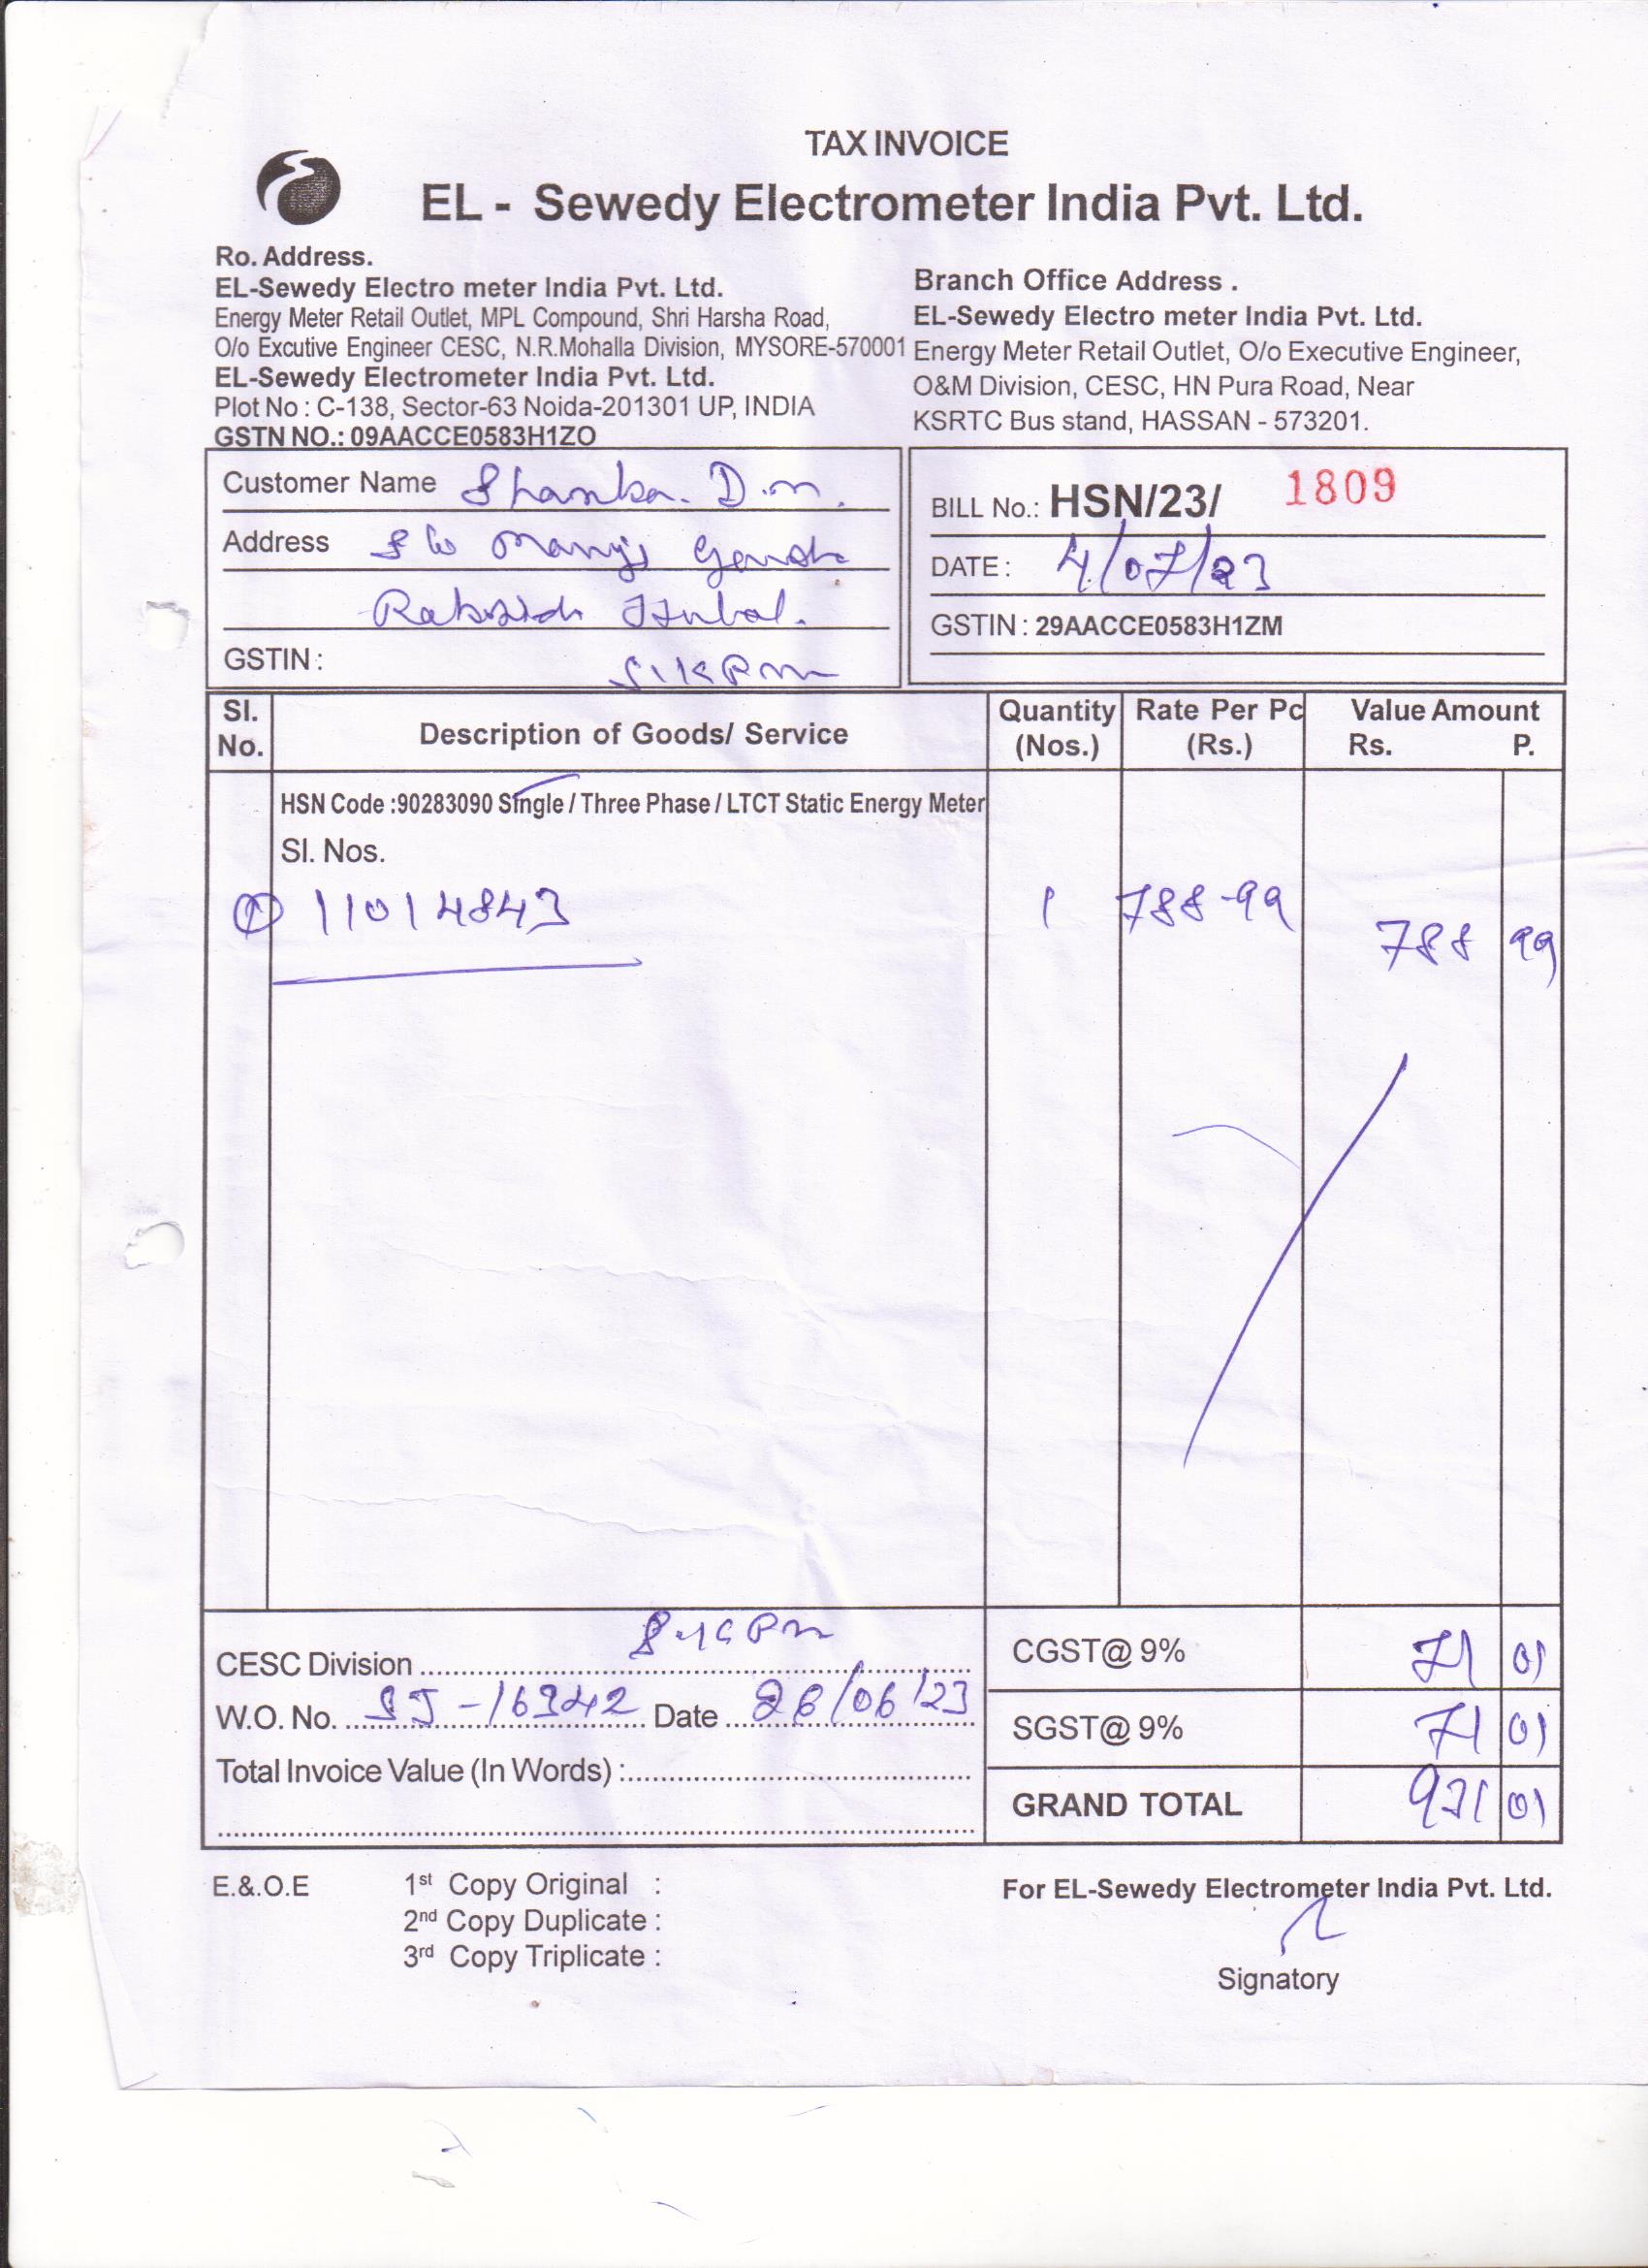 TAX INVOICE
EL - Sewedy Electrometer India Pvt. Ltd.
Ro. Address.
EL-Sewedy Electro meter India Pvt. Ltd.
Energy Meter Retail Outlet, MPL Compound, Shri Harsha Road,
O/o Excutive Engineer CESC, N.R.Mohalla Division, MYSORE-570001
EL-Sewedy Electrometer India Pvt. Ltd.
Plot No : C-138, Sector-63 Noida-201301 UP, INDIA
GSTN NO.: 09AACCE0583H1ZO
Branch Office Address .
EL-Sewedy Electro meter India Pvt. Ltd.
Energy Meter Retail Outlet, O/o Executive Engineer,
O&M Division, CESC, HN Pura Road, Near
KSRTC Bus stand, HASSAN - 573201.
Customer Name Shanka. D.m.
Address
GSTIN : SIKPm
BILL No.: HSN/23/ 1809
DATE : 4/07/23
GSTIN : 29AACCE0583H1ZM
Sl. No. Description of Goods/ Service Quantity (Nos.) Rate Per Pc (Rs.) Value Amount Rs. P.
HSN Code :90283090 Single / Three Phase / LTCT Static Energy Meter
Sl. Nos.
① 11014843 1 788-99 788 99
CESC Division
W.O. No. Date 26/06/23
Total Invoice Value (In Words) :
CGST@ 9% 71 01
SGST@ 9% 71 01
GRAND TOTAL 931 01
E.&.O.E 1st Copy Original :
2nd Copy Duplicate :
3rd Copy Triplicate :
For EL-Sewedy Electrometer India Pvt. Ltd.
Signatory